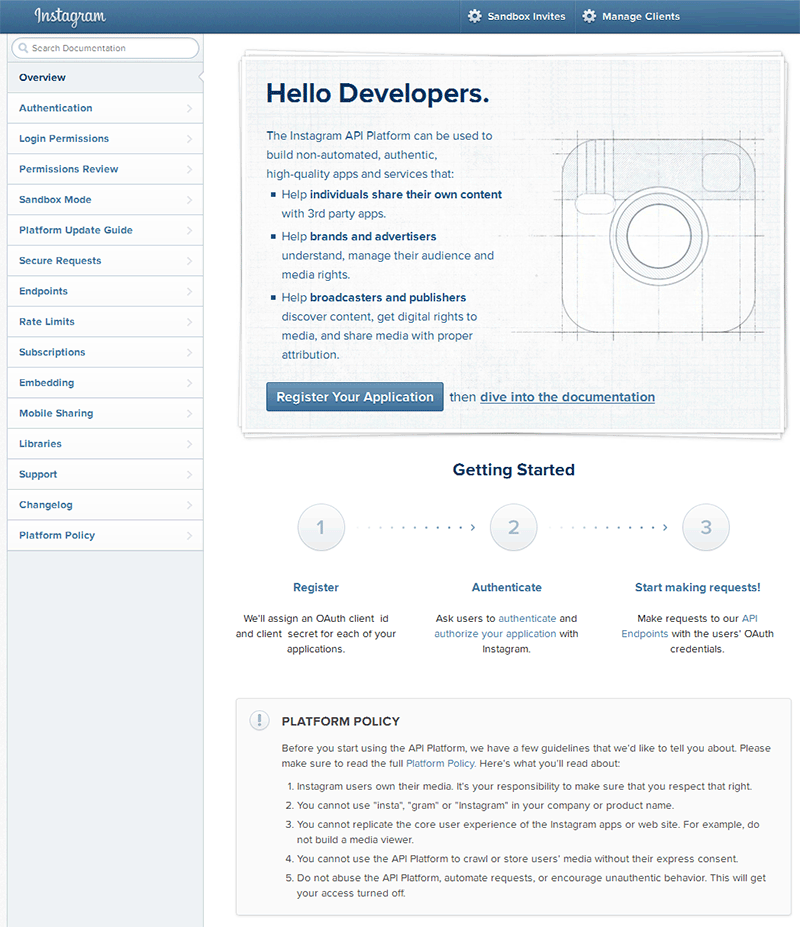 Instagram
Sandbox Invites
Manage Clients
Search Documentation
Overview
Authentication
Login Permissions
Permissions Review
Sandbox Mode
Platform Update Guide
Secure Requests
Endpoints
Rate Limits
Subscriptions
Embedding
Mobile Sharing
Libraries
Support
Changelog
Platform Policy
Hello Developers.
The Instagram API Platform can be used to
build non-automated, authentic,
high-quality apps and services that:
Help individuals share their own content
with 3rd party apps.
Help brands and advertisers
understand, manage their audience and
media rights.
Help broadcasters and publishers
discover content, get digital rights to
media, and share media with proper
attribution.
Register Your Application then dive into the documentation
Getting Started
1
2
3
Register
We'll assign an OAuth client id
and client secret for each of your
applications.
Authenticate
Ask users to authenticate and
authorize your application with
Instagram.
Start making requests!
Make requests to our API
Endpoints with the users' OAuth
credentials.
! PLATFORM POLICY
Before you start using the API Platform, we have a few guidelines that we'd like to tell you about. Please
make sure to read the full Platform Policy. Here's what you'll read about:
1. Instagram users own their media. It's your responsibility to make sure that you respect that right.
2. You cannot use "insta", "gram" or "Instagram" in your company or product name.
3. You cannot replicate the core user experience of the Instagram apps or web site. For example, do
not build a media viewer.
4. You cannot use the API Platform to crawl or store users' media without their express consent.
5. Do not abuse the API Platform, automate requests, or encourage unauthentic behavior. This will get
your access turned off.